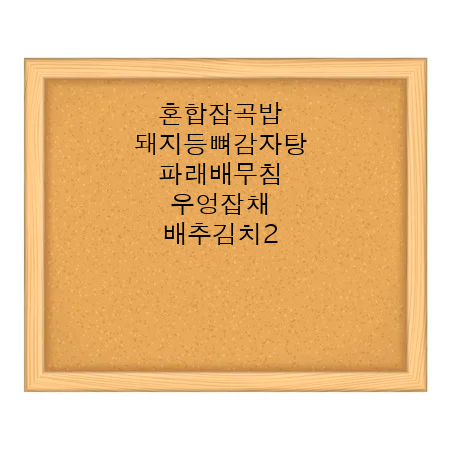 혼합잡곡밥
돼지등뼈감자탕
파래배무침
우엉잡채
배추김치2